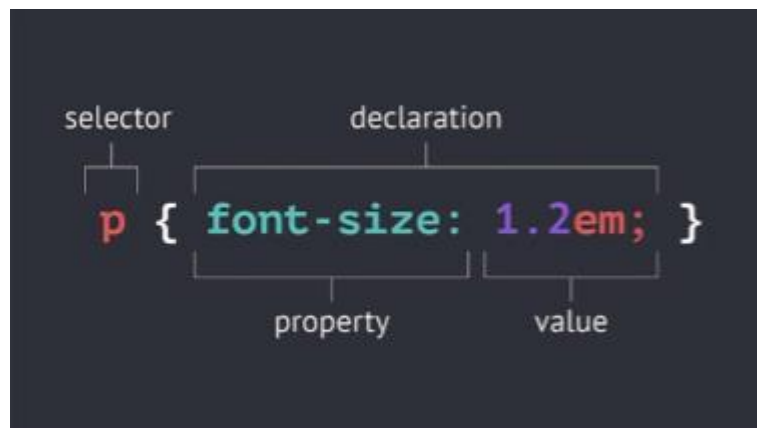 selector declaration
p { font-size: 1.2em; }
property value